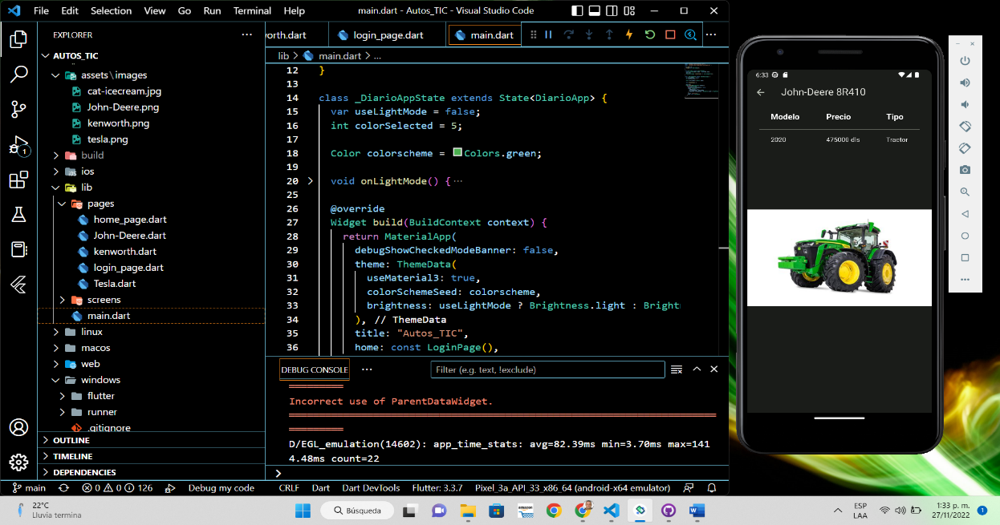 File Edit Selection View Go Run Terminal Help
main.dart - Autos_TIC - Visual Studio Code
EXPLORER
AUTOS_TIC
assets\images
cat-icecream.jpg
John-Deere.png
kenworth.png
tesla.png
build
ios
lib
pages
home_page.dart
John-Deere.dart
kenworth.dart
login_page.dart
Tesla.dart
screens
main.dart
linux
macos
web
windows
flutter
runner
.gitignore
OUTLINE
TIMELINE
DEPENDENCIES
1
orth.dart login_page.dart main.dart
lib > main.dart > ...
12 }
13
14 class _DiarioAppState extends State<DiarioApp> {
15 var useLightMode = false;
16 int colorSelected = 5;
17
18 Color colorscheme = Colors.green;
19
20 void onLightMode() {···
25
26 @override
27 Widget build(BuildContext context) {
28 return MaterialApp(
29 debugShowCheckedModeBanner: false,
30 theme: ThemeData(
31 useMaterial3: true,
32 colorSchemeSeed: colorscheme,
33 brightness: useLightMode ? Brightness.light : Bright
34 ), // ThemeData
35 title: "Autos_TIC",
36 home: const LoginPage(),
DEBUG CONSOLE ··· Filter (e.g. text, !exclude)
════════
Incorrect use of ParentDataWidget.
════════════════════════════════════════════════════════════════════════
════════
D/EGL_emulation(14602): app_time_stats: avg=82.39ms min=3.70ms max=141
4.48ms count=22
>
main 0 0 126 Debug my code CRLF Dart Dart DevTools Flutter: 3.3.7 Pixel_3a_API_33_x86_64 (android-x64 emulator)
6:33
John-Deere 8R410
Modelo Precio Tipo
2020 475000 dls Tractor
22°C
Lluvia termina
Búsqueda
ESP
LAA
1:33 p. m.
27/11/2022
1